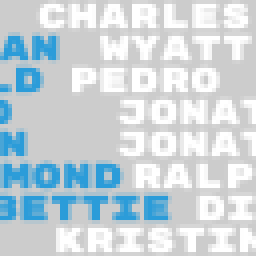 CHARLES
AN WYATT
LD PEDRO
O JONAT
N JONAT
MOND RALP
BETTIE DI
KRISTIN